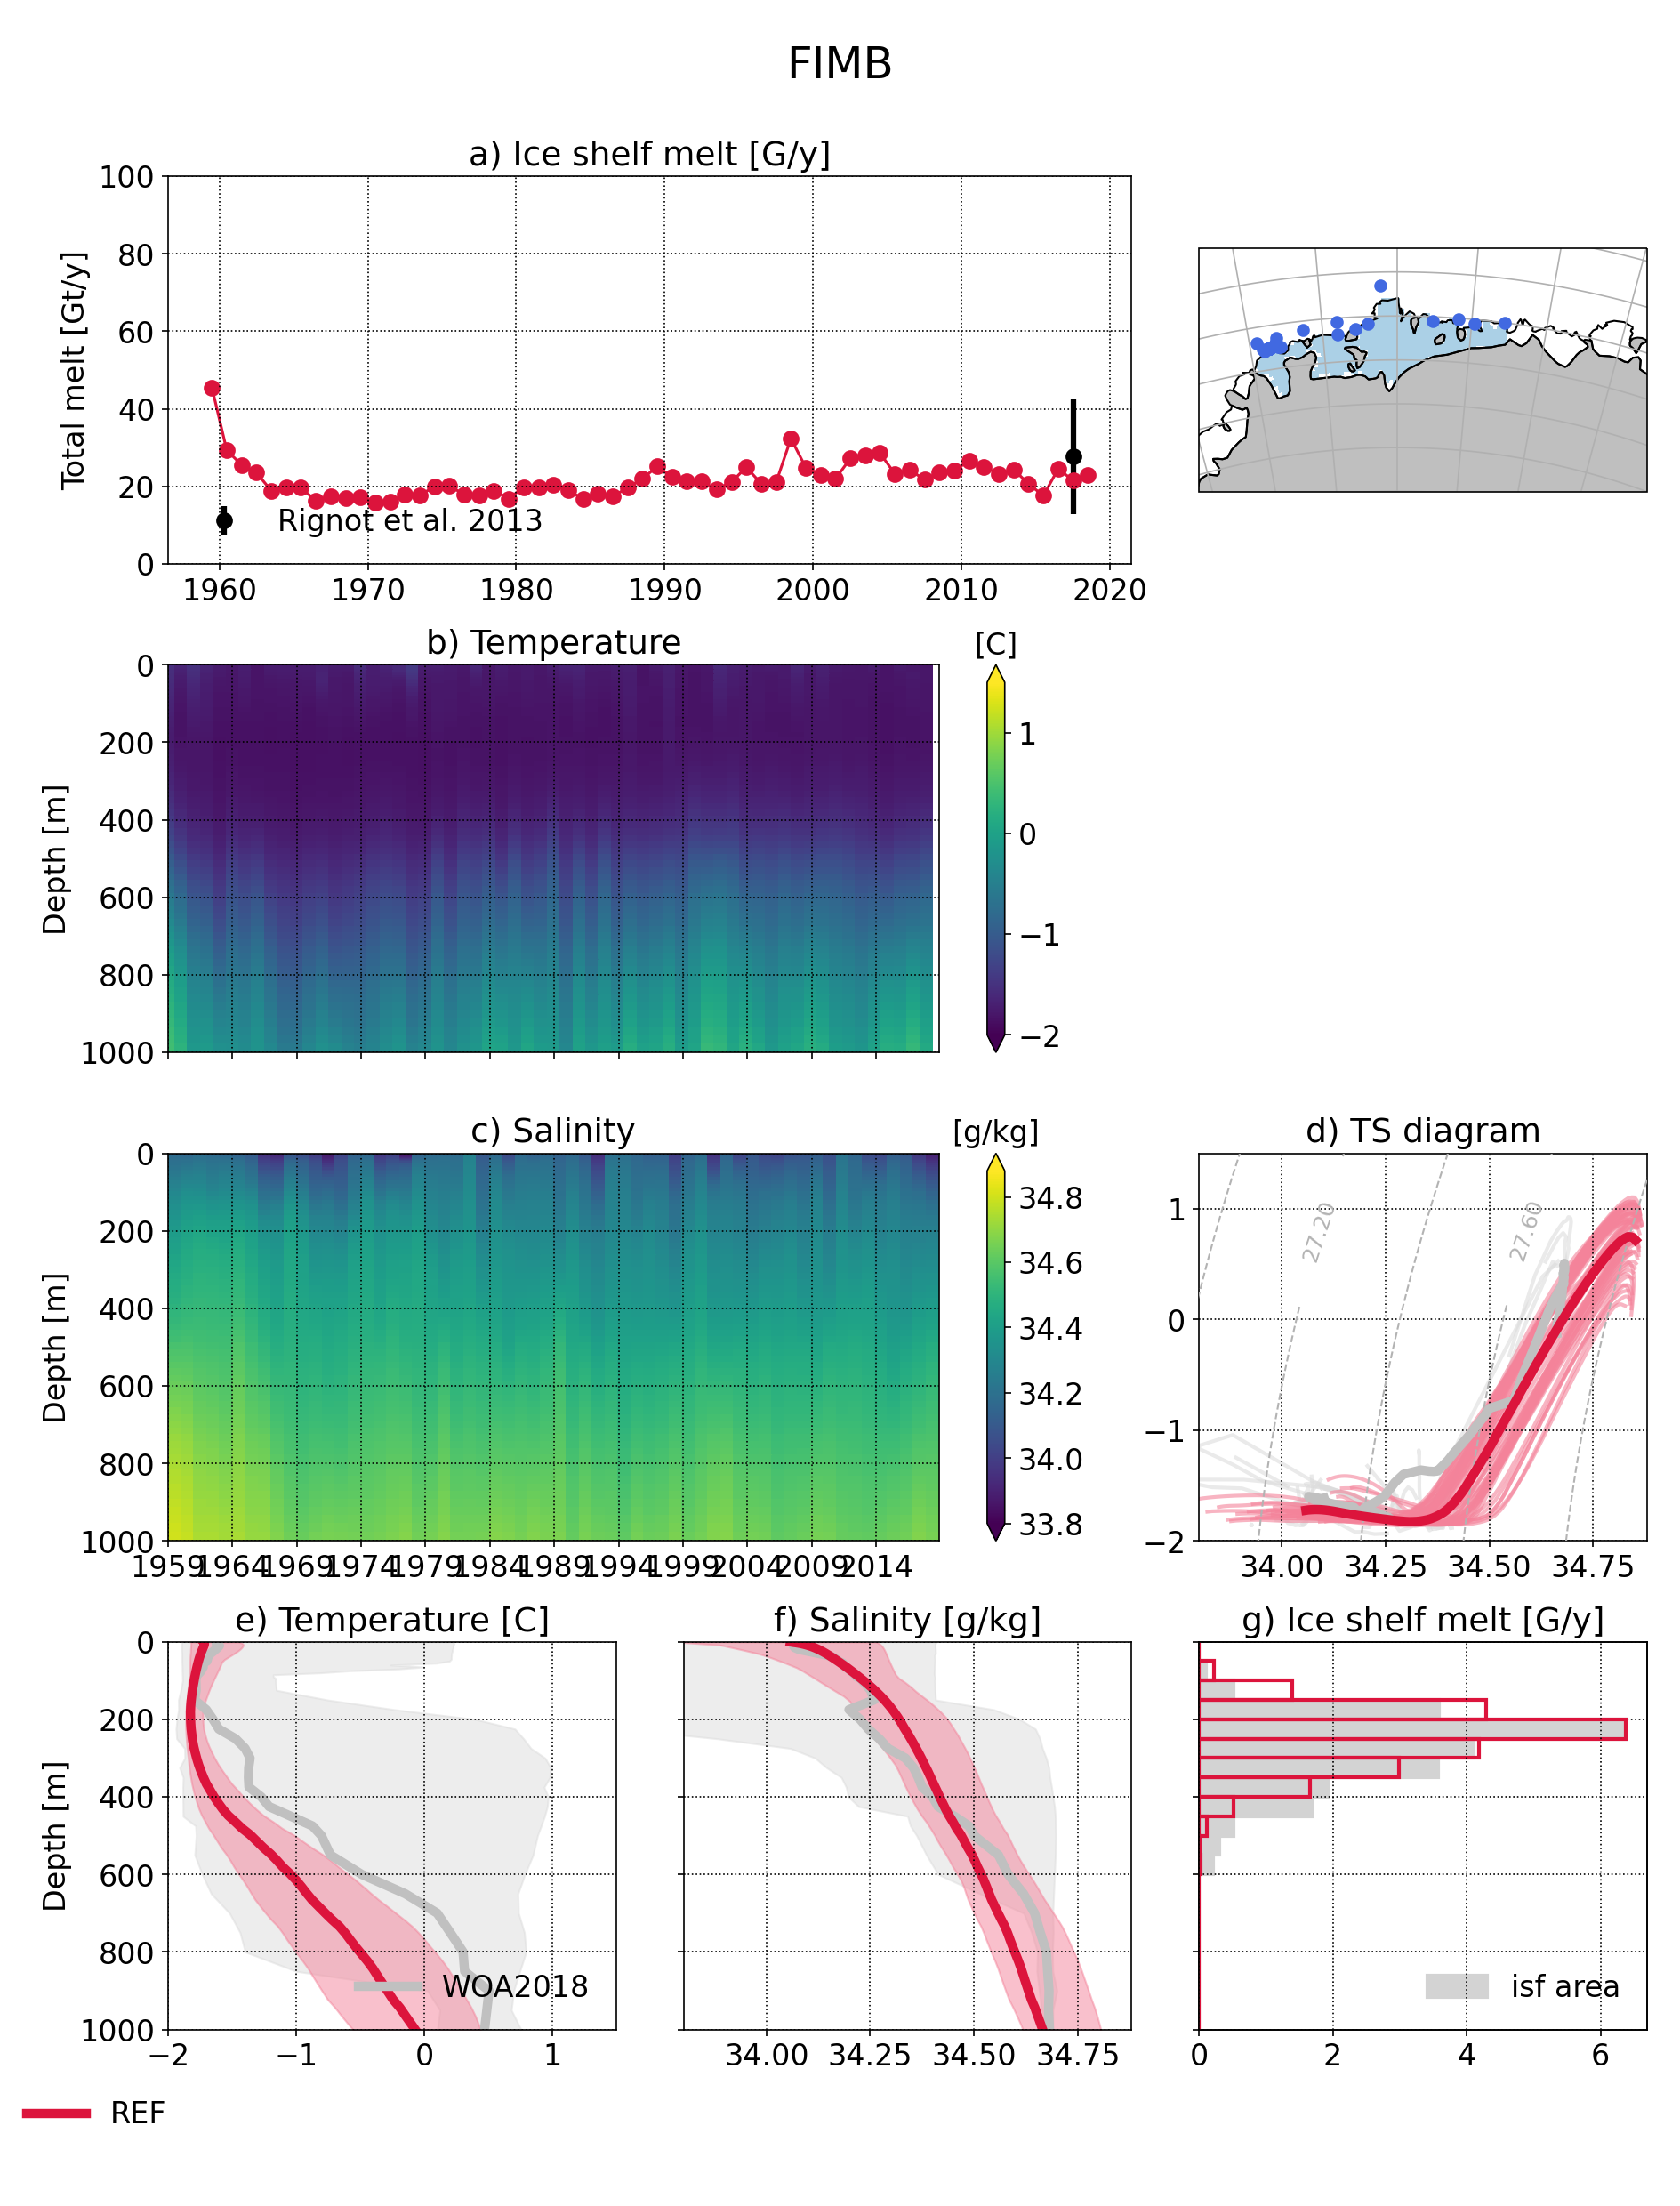 FIMB
a) Ice shelf melt [G/y]
Total melt [Gt/y]
100
80
60
40
20
0
Rignot et al. 2013
1960 1970 1980 1990 2000 2010 2020
b) Temperature
[C]
Depth [m]
0
200
400
600
800
1000
1
0
−1
−2
c) Salinity
[g/kg]
Depth [m]
0
200
400
600
800
1000
1959 1964 1969 1974 1979 1984 1989 1994 1999 2004 2009 2014
34.8
34.6
34.4
34.2
34.0
33.8
d) TS diagram
1
0
−1
−2
27.20
27.60
34.00 34.25 34.50 34.75
e) Temperature [C]
Depth [m]
0
200
400
600
800
1000
WOA2018
−2 −1 0 1
f) Salinity [g/kg]
34.00 34.25 34.50 34.75
g) Ice shelf melt [G/y]
isf area
0 2 4 6
REF